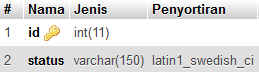 # Nama Jenis Penyortiran
1 id int(11)
2 status varchar(150) latin1_swedish_ci